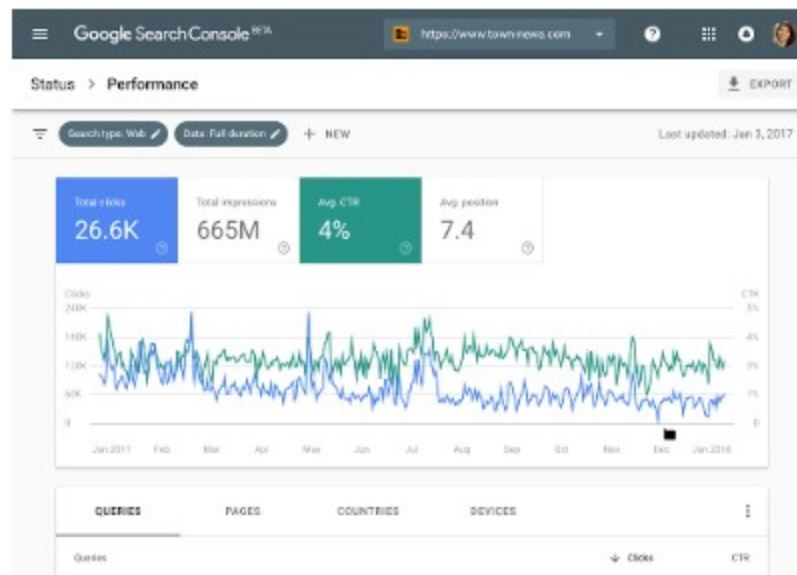 Google Search Console BETA
https://www.town-news.com
Status > Performance
EXPORT
Search type: Web
Date: Full duration
+ NEW
Last updated: Jan 3, 2017
Total clicks
26.6K
Total impressions
665M
Avg. CTR
4%
Avg. position
7.4
Clicks
CTR
240K
5%
180K
4%
120K
3%
60K
1%
0
0
Jan 2017 Feb Mar Apr May Jun Jul Aug Sep Oct Nov Dec Jan 2018
QUERIES PAGES COUNTRIES DEVICES
Queries
Clicks
CTR